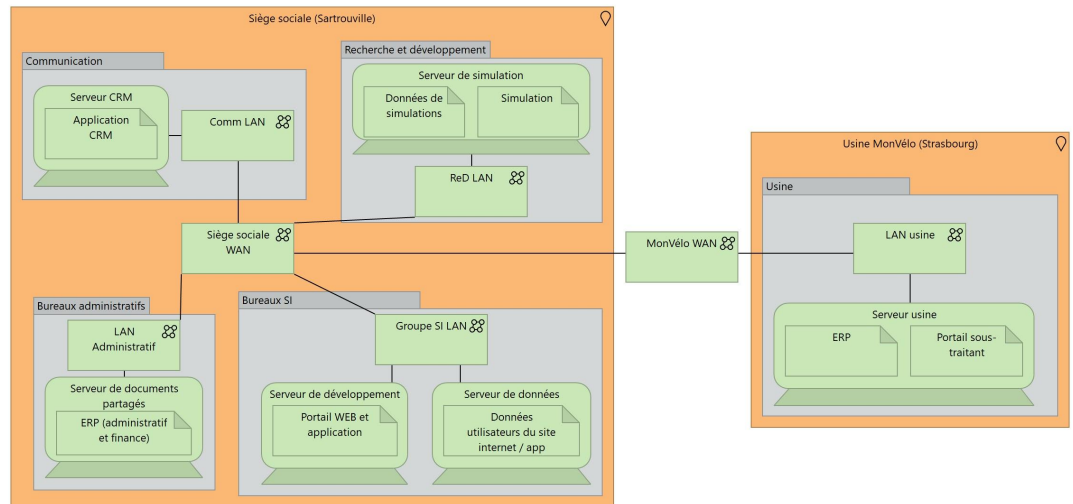 Siège sociale (Sartrouville)
Communication
Serveur CRM
Application
CRM
Comm LAN
Recherche et développement
Serveur de simulation
Données de
simulations
Simulation
ReD LAN
Siège sociale
WAN
MonVélo WAN
Usine MonVélo (Strasbourg)
Usine
LAN usine
Serveur usine
ERP
Portail sous-
traitant
Bureaux administratifs
LAN
Administratif
Serveur de documents
partagés
ERP (administratif
et finance)
Bureaux SI
Groupe SI LAN
Serveur de développement
Portail WEB et
application
Serveur de données
Données
utilisateurs du site
internet / app